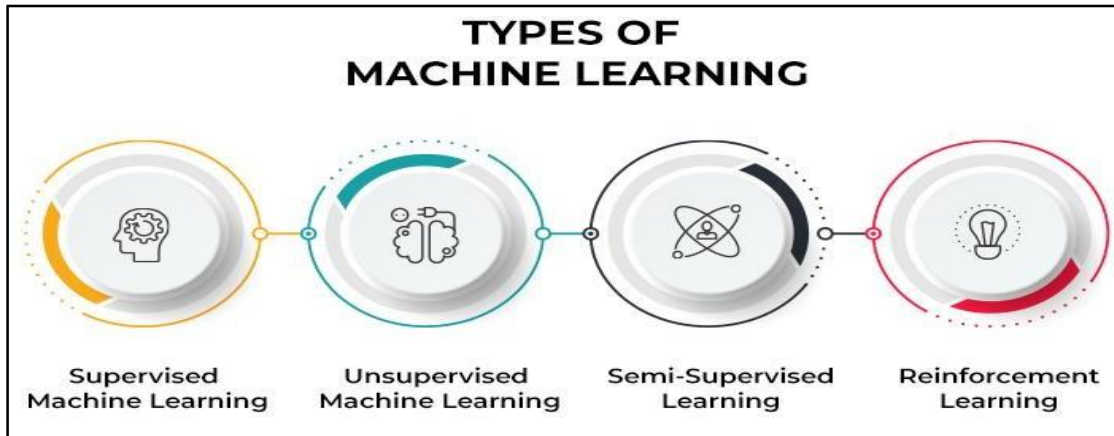 TYPES OF
MACHINE LEARNING
Supervised
Machine Learning
Unsupervised
Machine Learning
Semi-Supervised
Learning
Reinforcement
Learning